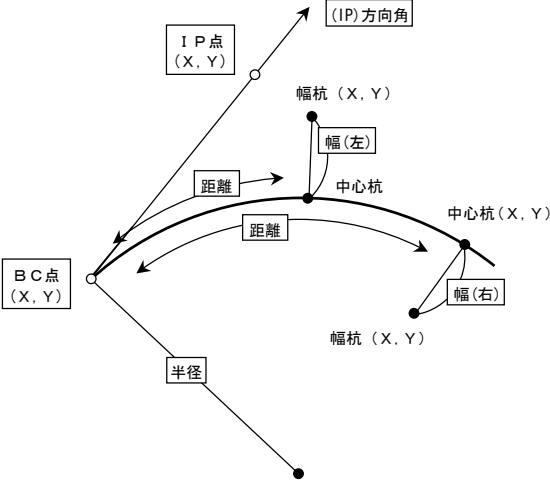 (IP)方向角
ＩＰ点
(X, Y)
幅杭 (X, Y)
幅(左)
距離
中心杭
中心杭(X, Y)
距離
ＢＣ点
(X, Y)
幅(右)
幅杭 (X, Y)
半径